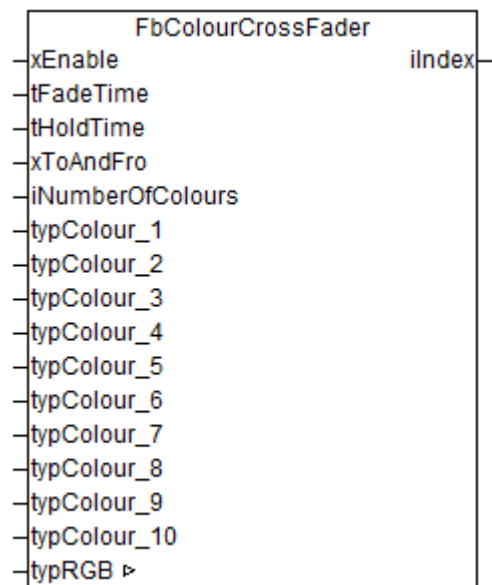 FbColourCrossFader
xEnable iIndex
tFadeTime
tHoldTime
xToAndFro
iNumberOfColours
typColour_1
typColour_2
typColour_3
typColour_4
typColour_5
typColour_6
typColour_7
typColour_8
typColour_9
typColour_10
typRGB ▷